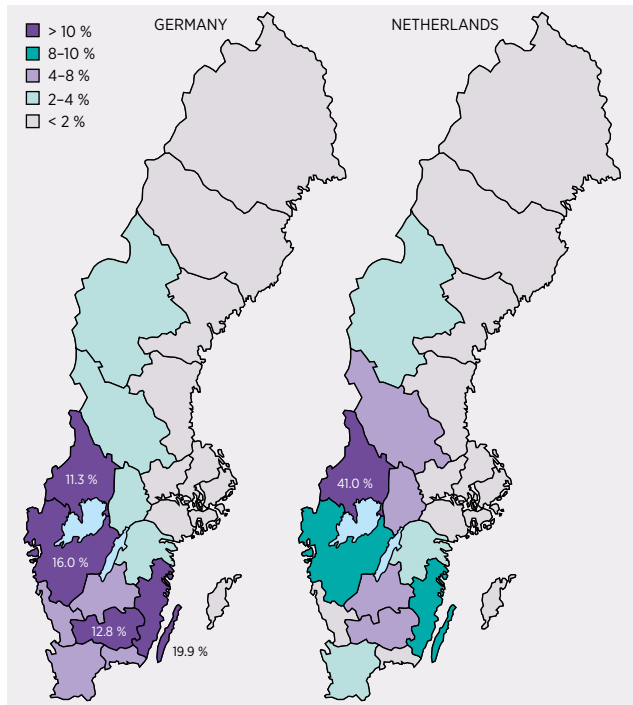 GERMANY
NETHERLANDS
> 10 %
8–10 %
4–8 %
2–4 %
< 2 %
11.3 %
41.0 %
16.0 %
12.8 %
19.9 %